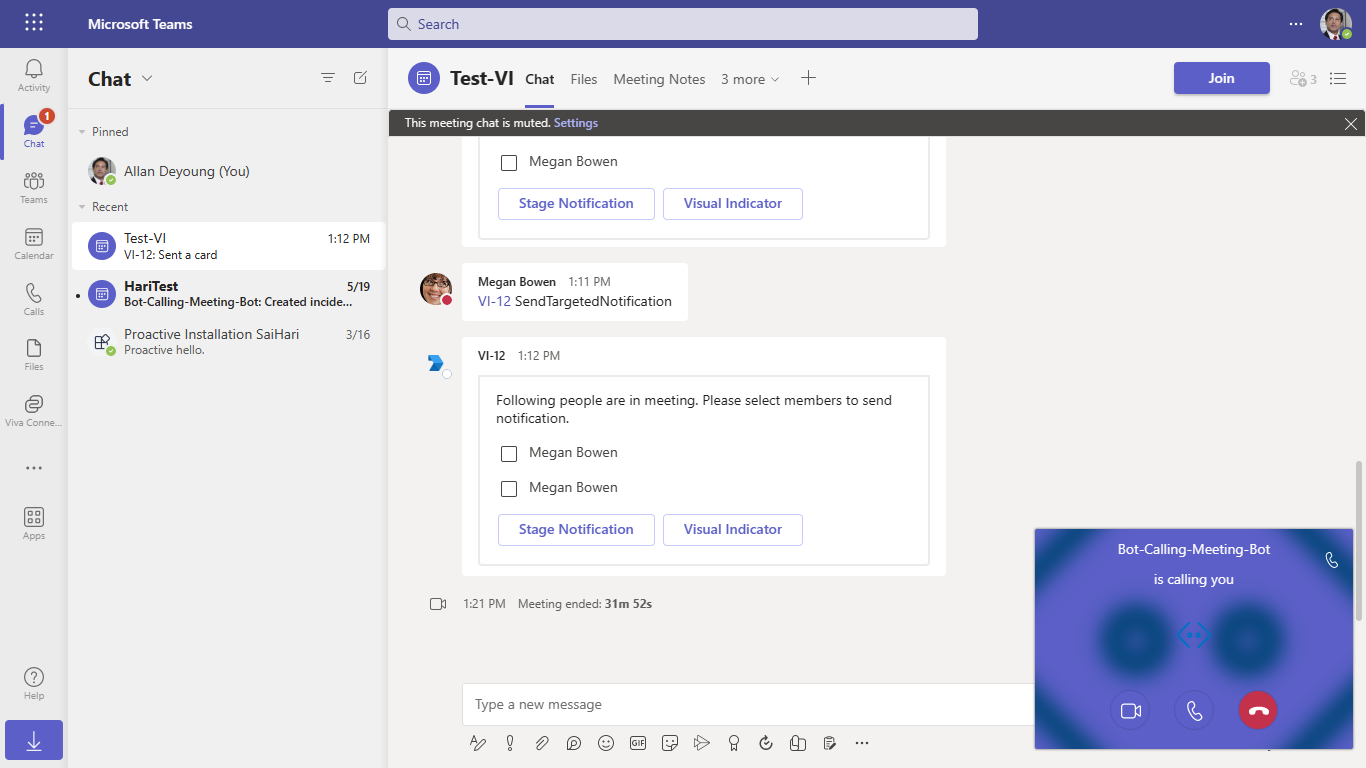 Microsoft Teams
Search
Activity
1
Chat
Teams
Calendar
Calls
Files
Viva Conne...
Apps
Help
Chat
Pinned
Allan Deyoung (You)
Recent
Test-VI 1:12 PM
VI-12: Sent a card
HariTest 5/19
Bot-Calling-Meeting-Bot: Created incide...
Proactive Installation SaiHari 3/16
Proactive hello.
Test-VI Chat Files Meeting Notes 3 more
Join
3
This meeting chat is muted. Settings
Megan Bowen
Stage Notification Visual Indicator
Megan Bowen 1:11 PM
VI-12 SendTargetedNotification
VI-12 1:12 PM
Following people are in meeting. Please select members to send
notification.
Megan Bowen
Megan Bowen
Stage Notification Visual Indicator
1:21 PM Meeting ended: 31m 52s
Type a new message
GIF
Bot-Calling-Meeting-Bot
is calling you